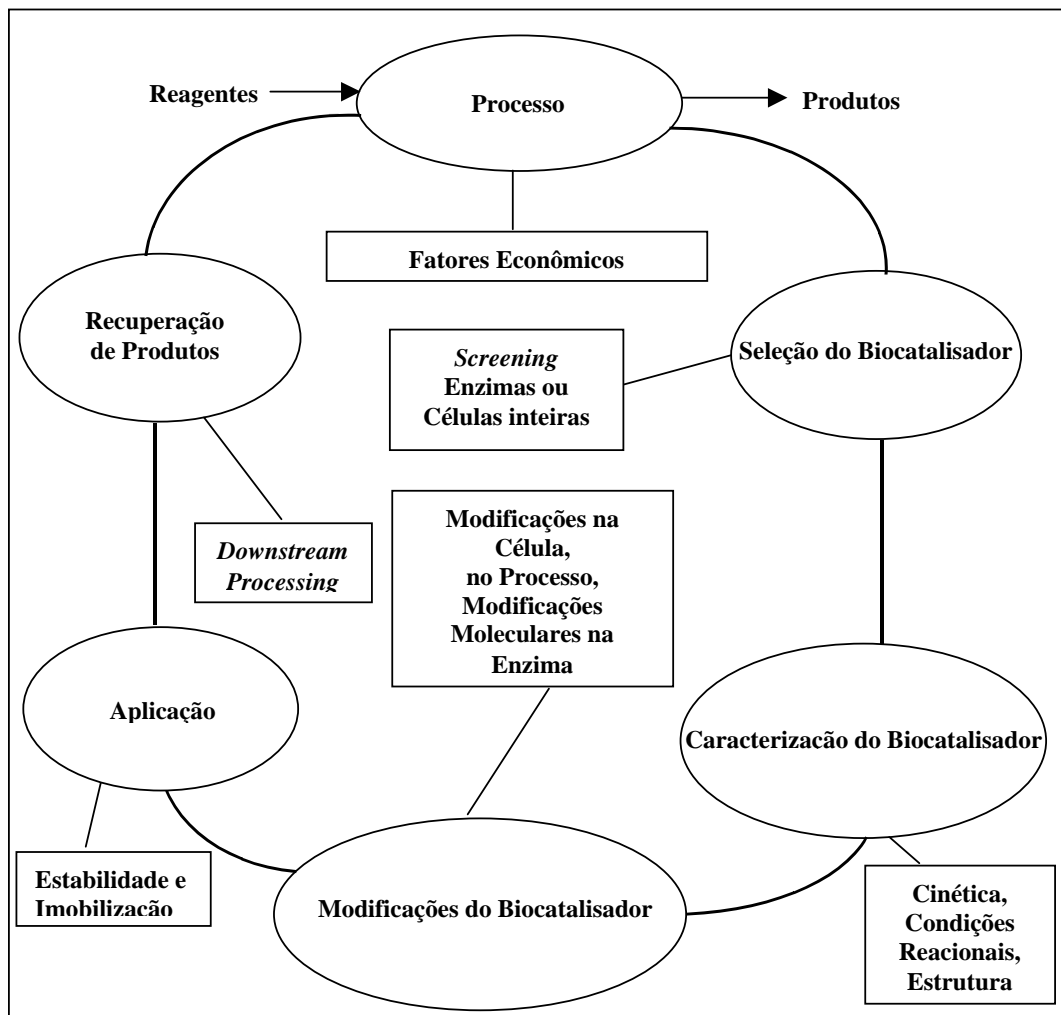 Reagentes
Processo
Produtos
Fatores Econômicos
Recuperação
de Produtos
Screening
Enzimas ou
Células inteiras
Seleção do Biocatalisador
Downstream
Processing
Modificações na
Célula,
no Processo,
Modificações
Moleculares na
Enzima
Aplicação
Caracterização do Biocatalisador
Estabilidade e
Imobilização
Modificações do Biocatalisador
Cinética,
Condições
Reacionais,
Estrutura